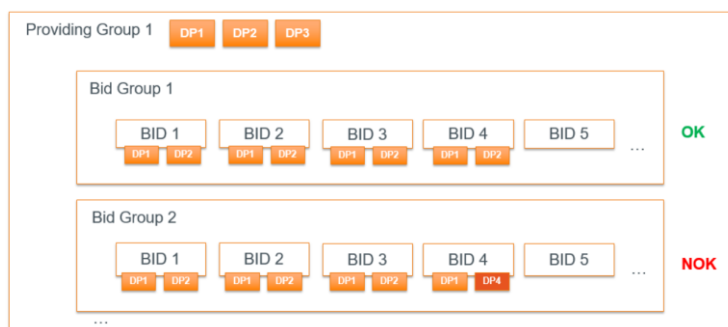 Providing Group 1 DP1 DP2 DP3
Bid Group 1
BID 1 BID 2 BID 3 BID 4 BID 5 ... OK
DP1 DP2 DP1 DP2 DP1 DP2 DP1 DP2
Bid Group 2
BID 1 BID 2 BID 3 BID 4 BID 5 ... NOK
DP1 DP2 DP1 DP2 DP1 DP2 DP1 DP4
...